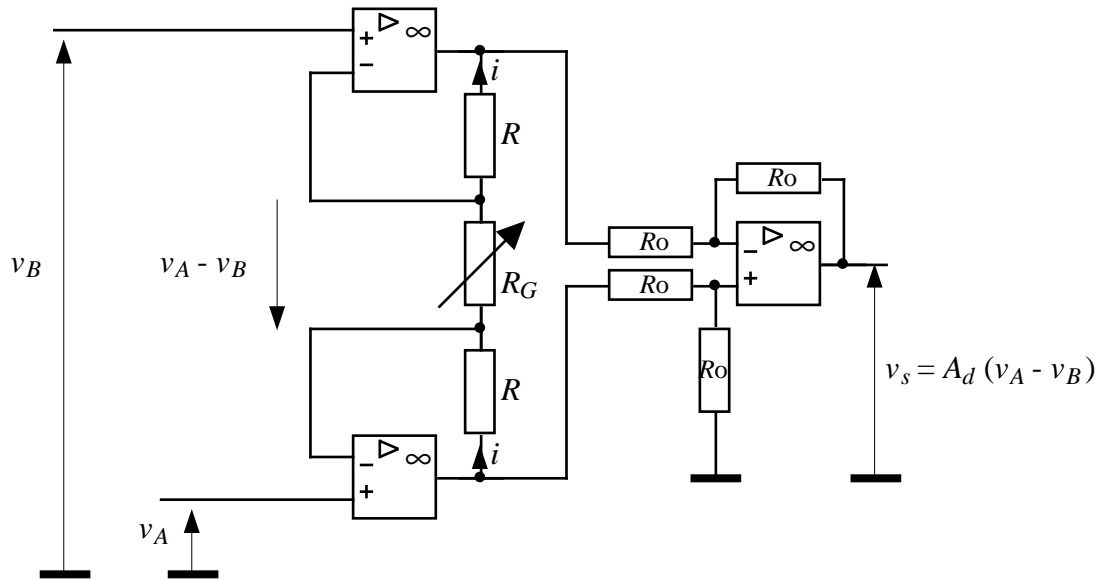 ▷ ∞
+
−
i
R
v_B
v_A - v_B
R_G
R
i
▷ ∞
−
+
v_A
Ro
Ro
Ro
▷ ∞
−
+
Ro
v_s = A_d (v_A - v_B)